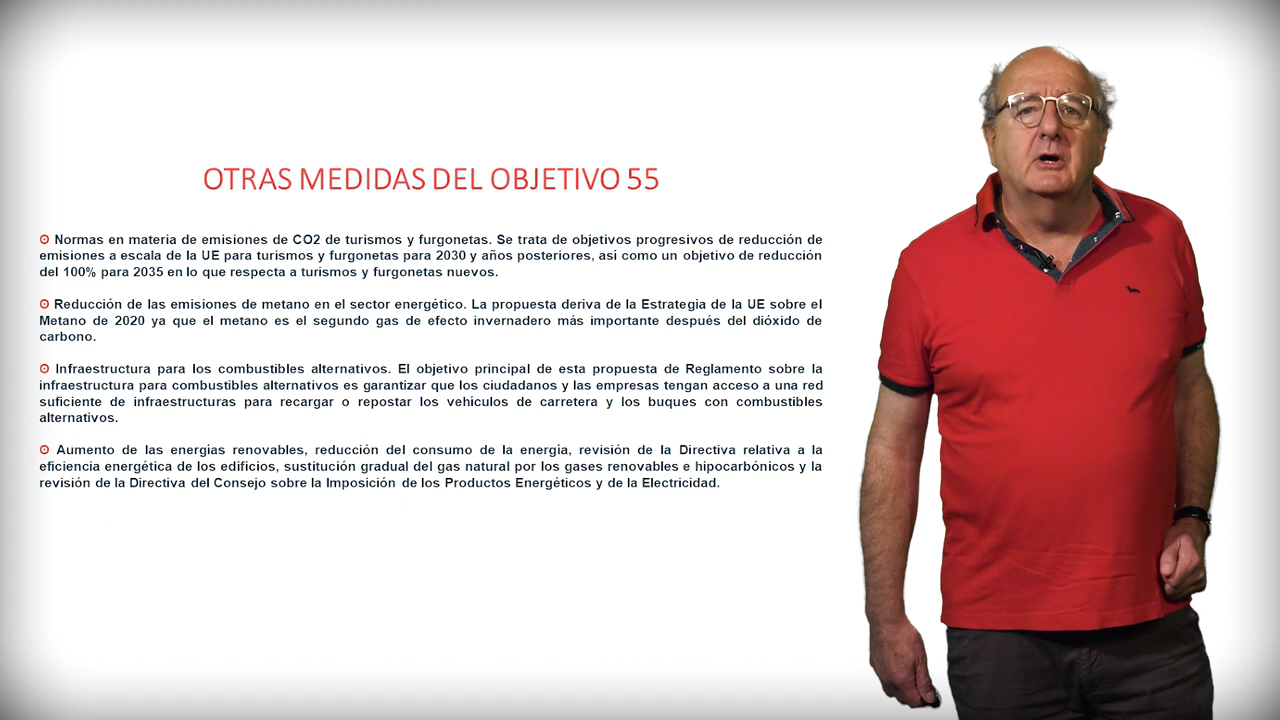 OTRAS MEDIDAS DEL OBJETIVO 55
⊙ Normas en materia de emisiones de CO2 de turismos y furgonetas. Se trata de objetivos progresivos de reducción de
emisiones a escala de la UE para turismos y furgonetas para 2030 y años posteriores, asi como un objetivo de reducción
del 100% para 2035 en lo que respecta a turismos y furgonetas nuevos.
⊙ Reducción de las emisiones de metano en el sector energético. La propuesta deriva de la Estrategia de la UE sobre el
Metano de 2020 ya que el metano es el segundo gas de efecto invernadero más importante después del dióxido de
carbono.
⊙ Infraestructura para los combustibles alternativos. El objetivo principal de esta propuesta de Reglamento sobre la
infraestructura para combustibles alternativos es garantizar que los ciudadanos y las empresas tengan acceso a una red
suficiente de infraestructuras para recargar o repostar los vehículos de carretera y los buques con combustibles
alternativos.
⊙ Aumento de las energías renovables, reducción del consumo de la energía, revisión de la Directiva relativa a la
eficiencia energética de los edificios, sustitución gradual del gas natural por los gases renovables e hipocarbónicos y la
revisión de la Directiva del Consejo sobre la Imposición de los Productos Energéticos y de la Electricidad.